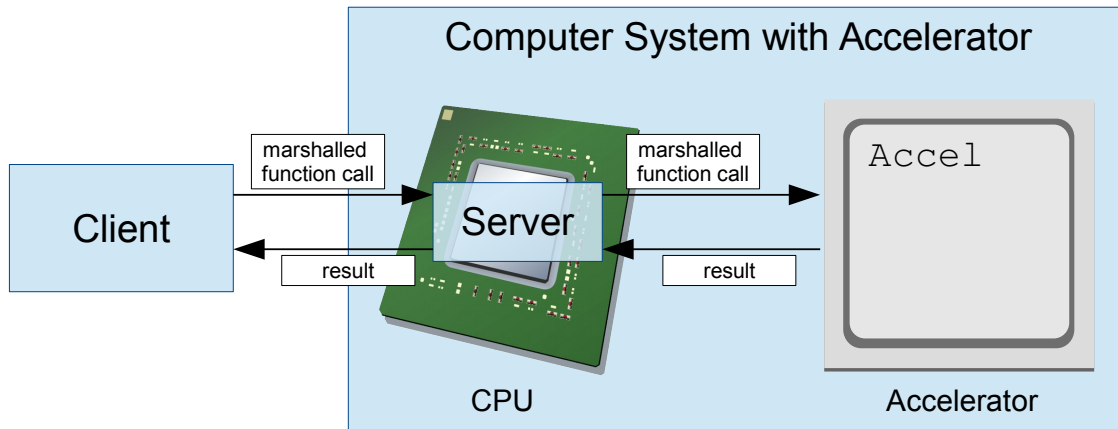 Computer System with Accelerator
marshalled
function call
marshalled
function call
Accel
Client
Server
result
result
CPU
Accelerator